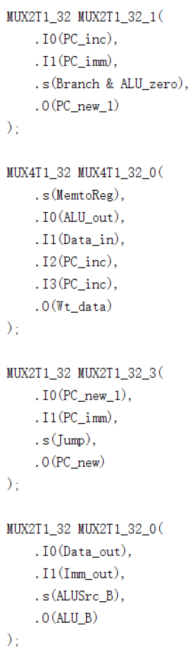 MUX2T1_32 MUX2T1_32_1(
.I0(PC_inc),
.I1(PC_imm),
.s(Branch & ALU_zero),
.O(PC_new_1)
);
MUX4T1_32 MUX4T1_32_0(
.s(MemtoReg),
.I0(ALU_out),
.I1(Data_in),
.I2(PC_inc),
.I3(PC_inc),
.O(Wt_data)
);
MUX2T1_32 MUX2T1_32_3(
.I0(PC_new_1),
.I1(PC_imm),
.s(Jump),
.O(PC_new)
);
MUX2T1_32 MUX2T1_32_0(
.I0(Data_out),
.I1(Imm_out),
.s(ALUSrc_B),
.O(ALU_B)
);